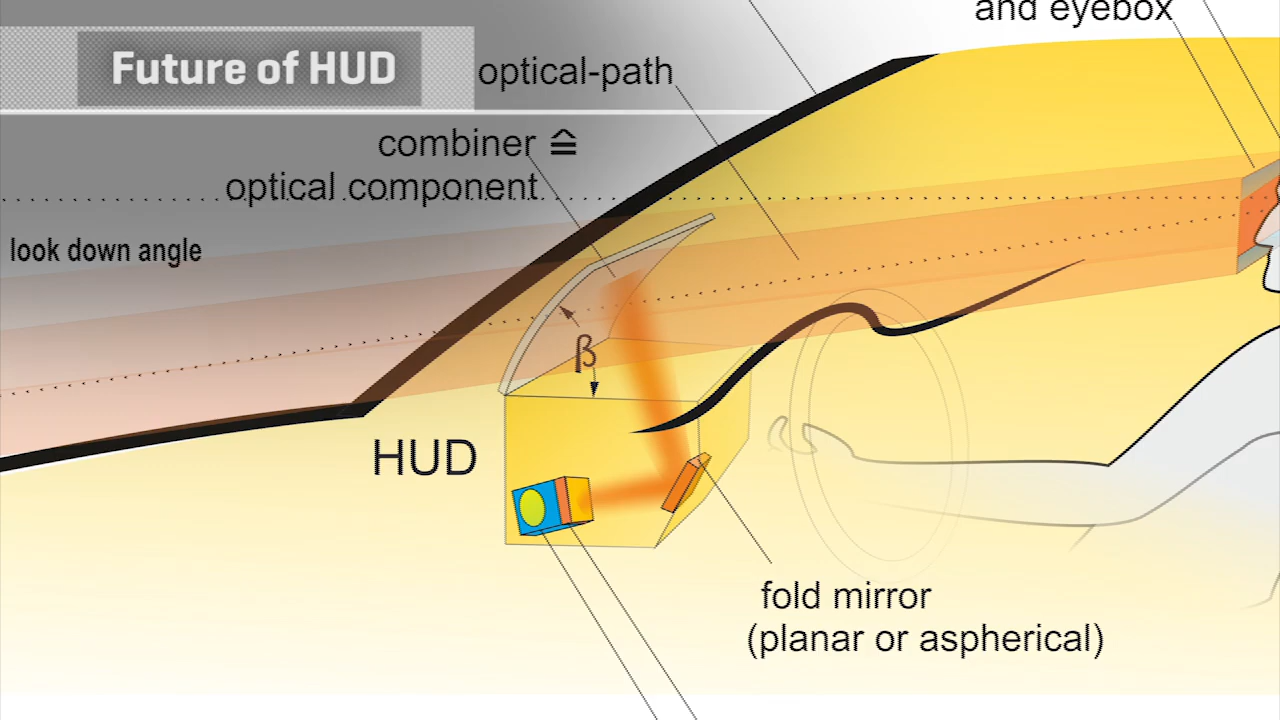 and eyebox
Future of HUD
optical-path
combiner ≙
optical component
look down angle
β
HUD
fold mirror
(planar or aspherical)